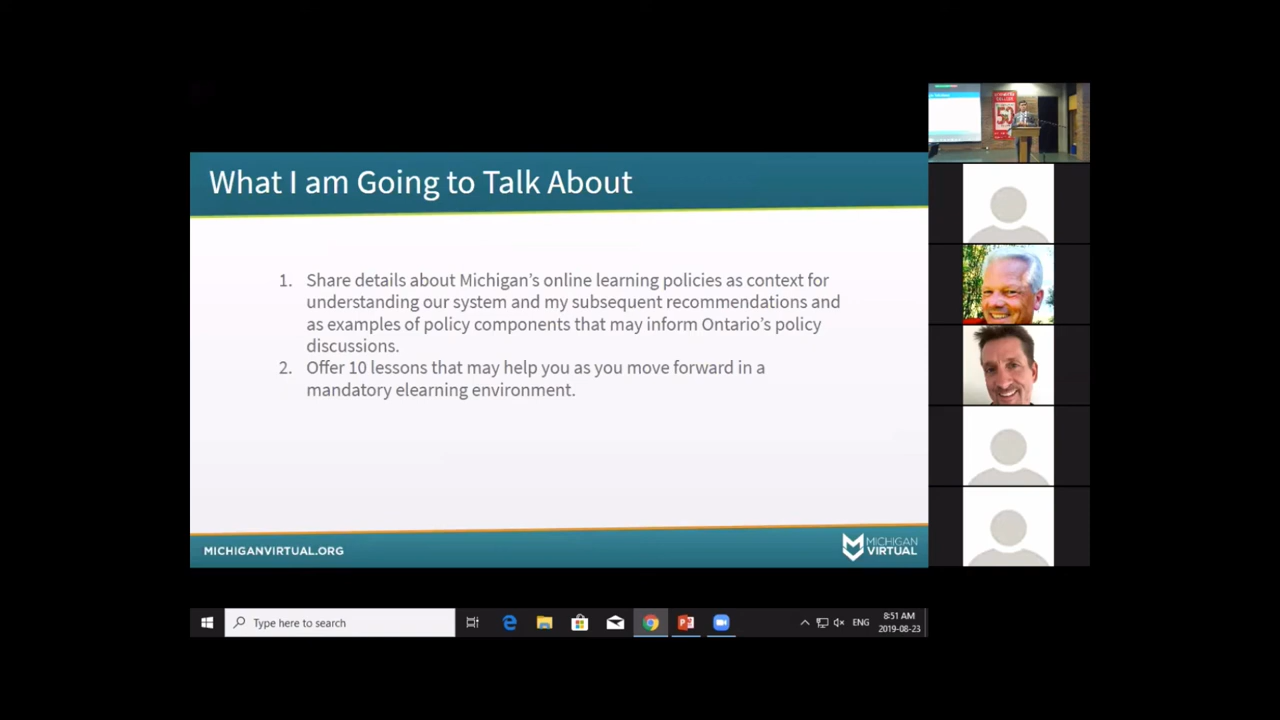 What I am Going to Talk About
1. Share details about Michigan's online learning policies as context for
understanding our system and my subsequent recommendations and
as examples of policy components that may inform Ontario's policy
discussions.
2. Offer 10 lessons that may help you as you move forward in a
mandatory elearning environment.
MICHIGANVIRTUAL.ORG
MICHIGAN
VIRTUAL
50
Type here to search
ENG
8:51 AM
2019-08-23